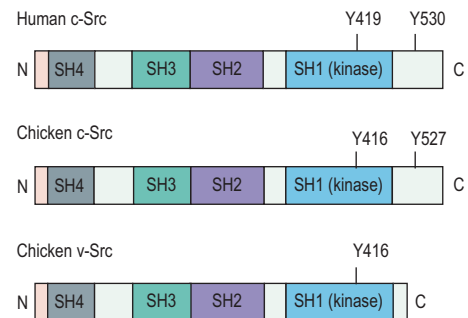 Human c-Src
Y419 Y530
N SH4 SH3 SH2 SH1 (kinase) C
Chicken c-Src
Y416 Y527
N SH4 SH3 SH2 SH1 (kinase) C
Chicken v-Src
Y416
N SH4 SH3 SH2 SH1 (kinase) C